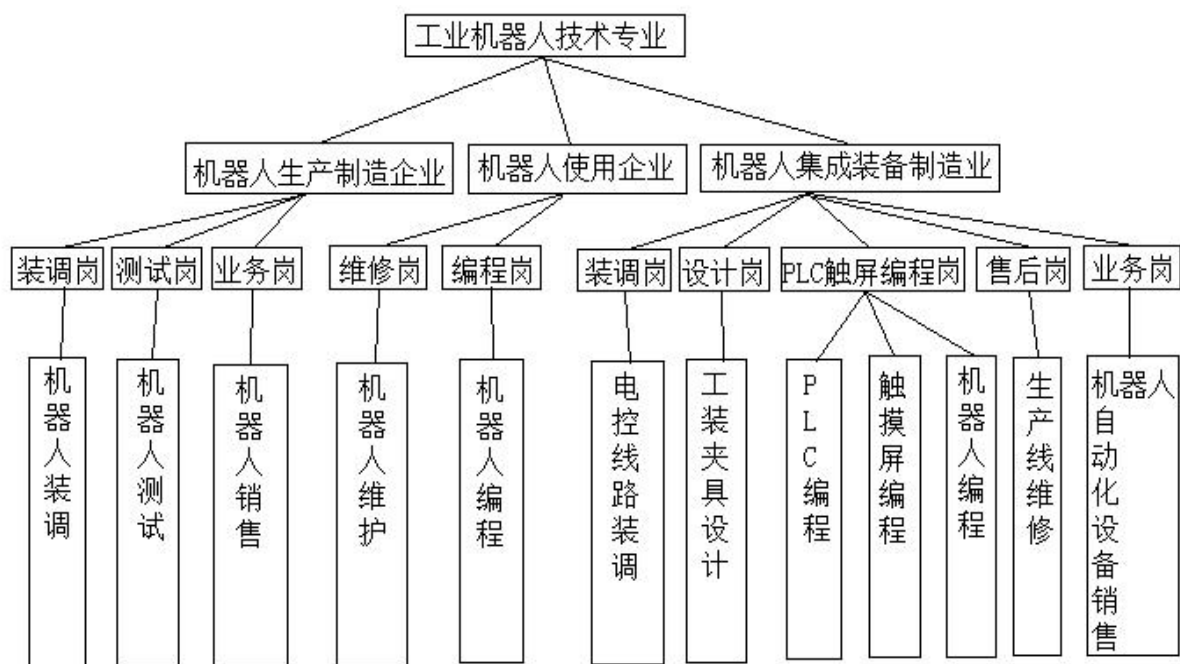 工业机器人技术专业
机器人生产制造企业
机器人使用企业
机器人集成装备制造业
装调岗
测试岗
业务岗
维修岗
编程岗
装调岗
设计岗
PLC触屏编程岗
售后岗
业务岗
机器人装调
机器人测试
机器人销售
机器人维护
机器人编程
电控线路装调
工装夹具设计
PLC编程
触摸屏编程
机器人编程
生产线维修
机器人自动化设备销售